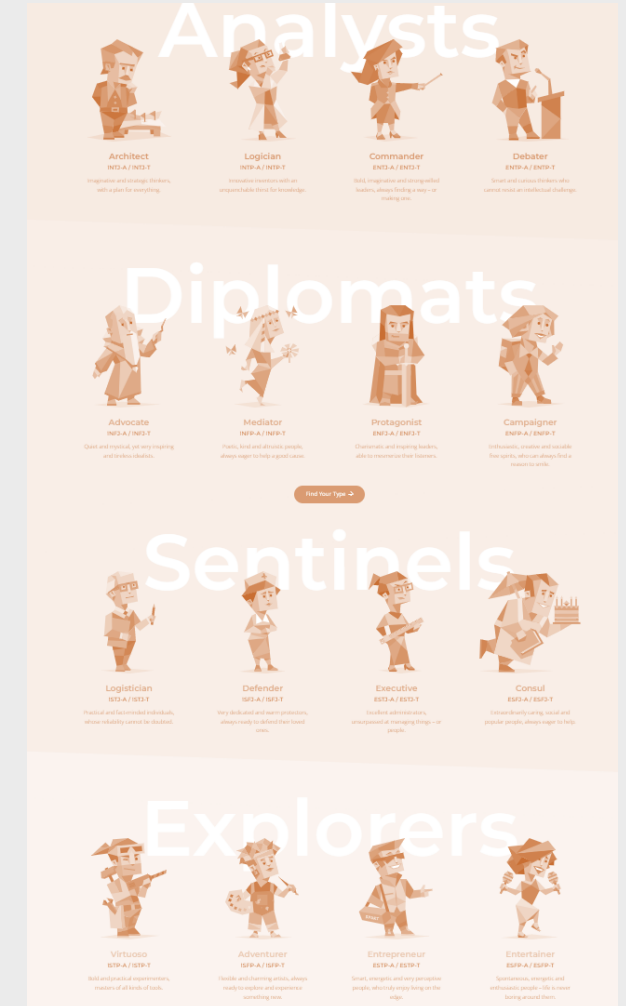 Analysts
Architect
INTJ-A / INTJ-T
Imaginative and strategic thinkers,
with a plan for everything.
Logician
INTP-A / INTP-T
Innovative inventors with an
unquenchable thirst for knowledge.
Commander
ENTJ-A / ENTJ-T
Bold, imaginative and strong-willed
leaders, always finding a way – or
making one.
Debater
ENTP-A / ENTP-T
Smart and curious thinkers who
cannot resist an intellectual challenge.
Diplomats
Advocate
INFJ-A / INFJ-T
Quiet and mystical, yet very inspiring
and tireless idealists.
Mediator
INFP-A / INFP-T
Poetic, kind and altruistic people,
always eager to help a good cause.
Protagonist
ENFJ-A / ENFJ-T
Charismatic and inspiring leaders,
able to mesmerize their listeners.
Campaigner
ENFP-A / ENFP-T
Enthusiastic, creative and sociable
free spirits, who can always find a
reason to smile.
Find Your Type →
Sentinels
Logistician
ISTJ-A / ISTJ-T
Practical and fact-minded individuals,
whose reliability cannot be doubted.
Defender
ISFJ-A / ISFJ-T
Very dedicated and warm protectors,
always ready to defend their loved
ones.
Executive
ESTJ-A / ESTJ-T
Excellent administrators,
unsurpassed at managing things – or
people.
Consul
ESFJ-A / ESFJ-T
Extraordinarily caring, social and
popular people, always eager to help.
Explorers
Virtuoso
ISTP-A / ISTP-T
Bold and practical experimenters,
masters of all kinds of tools.
Adventurer
ISFP-A / ISFP-T
Flexible and charming artists, always
ready to explore and experience
something new.
Entrepreneur
ESTP-A / ESTP-T
Smart, energetic and very perceptive
people, who truly enjoy living on the
edge.
Entertainer
ESFP-A / ESFP-T
Spontaneous, energetic and
enthusiastic people – life is never
boring around them.